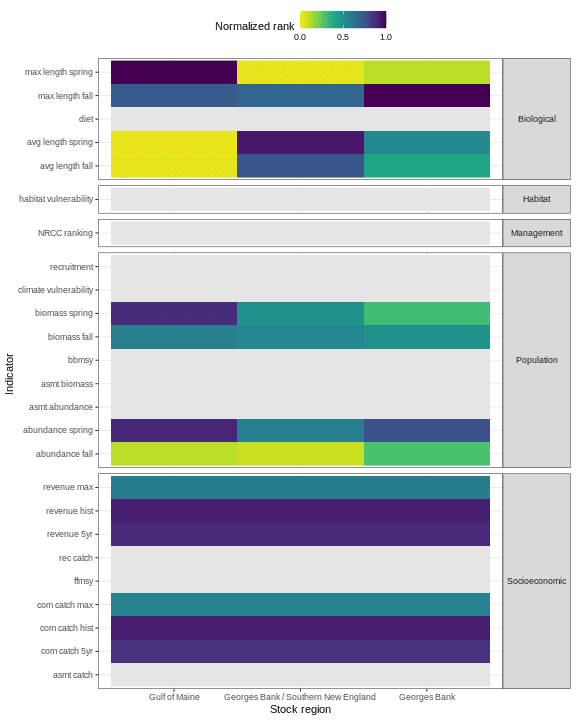 Normalized rank
0.0 0.5 1.0
max length spring
max length fall
diet
avg length spring
avg length fall
Biological
habitat vulnerability
Habitat
NRCC ranking
Management
recruitment
climate vulnerability
biomass spring
biomass fall
bbmsy
asmt biomass
asmt abundance
abundance spring
abundance fall
Population
revenue max
revenue hist
revenue 5yr
rec catch
ffmsy
com catch max
com catch hist
com catch 5yr
asmt catch
Socioeconomic
Indicator
Gulf of Maine Georges Bank / Southern New England Georges Bank
Stock region